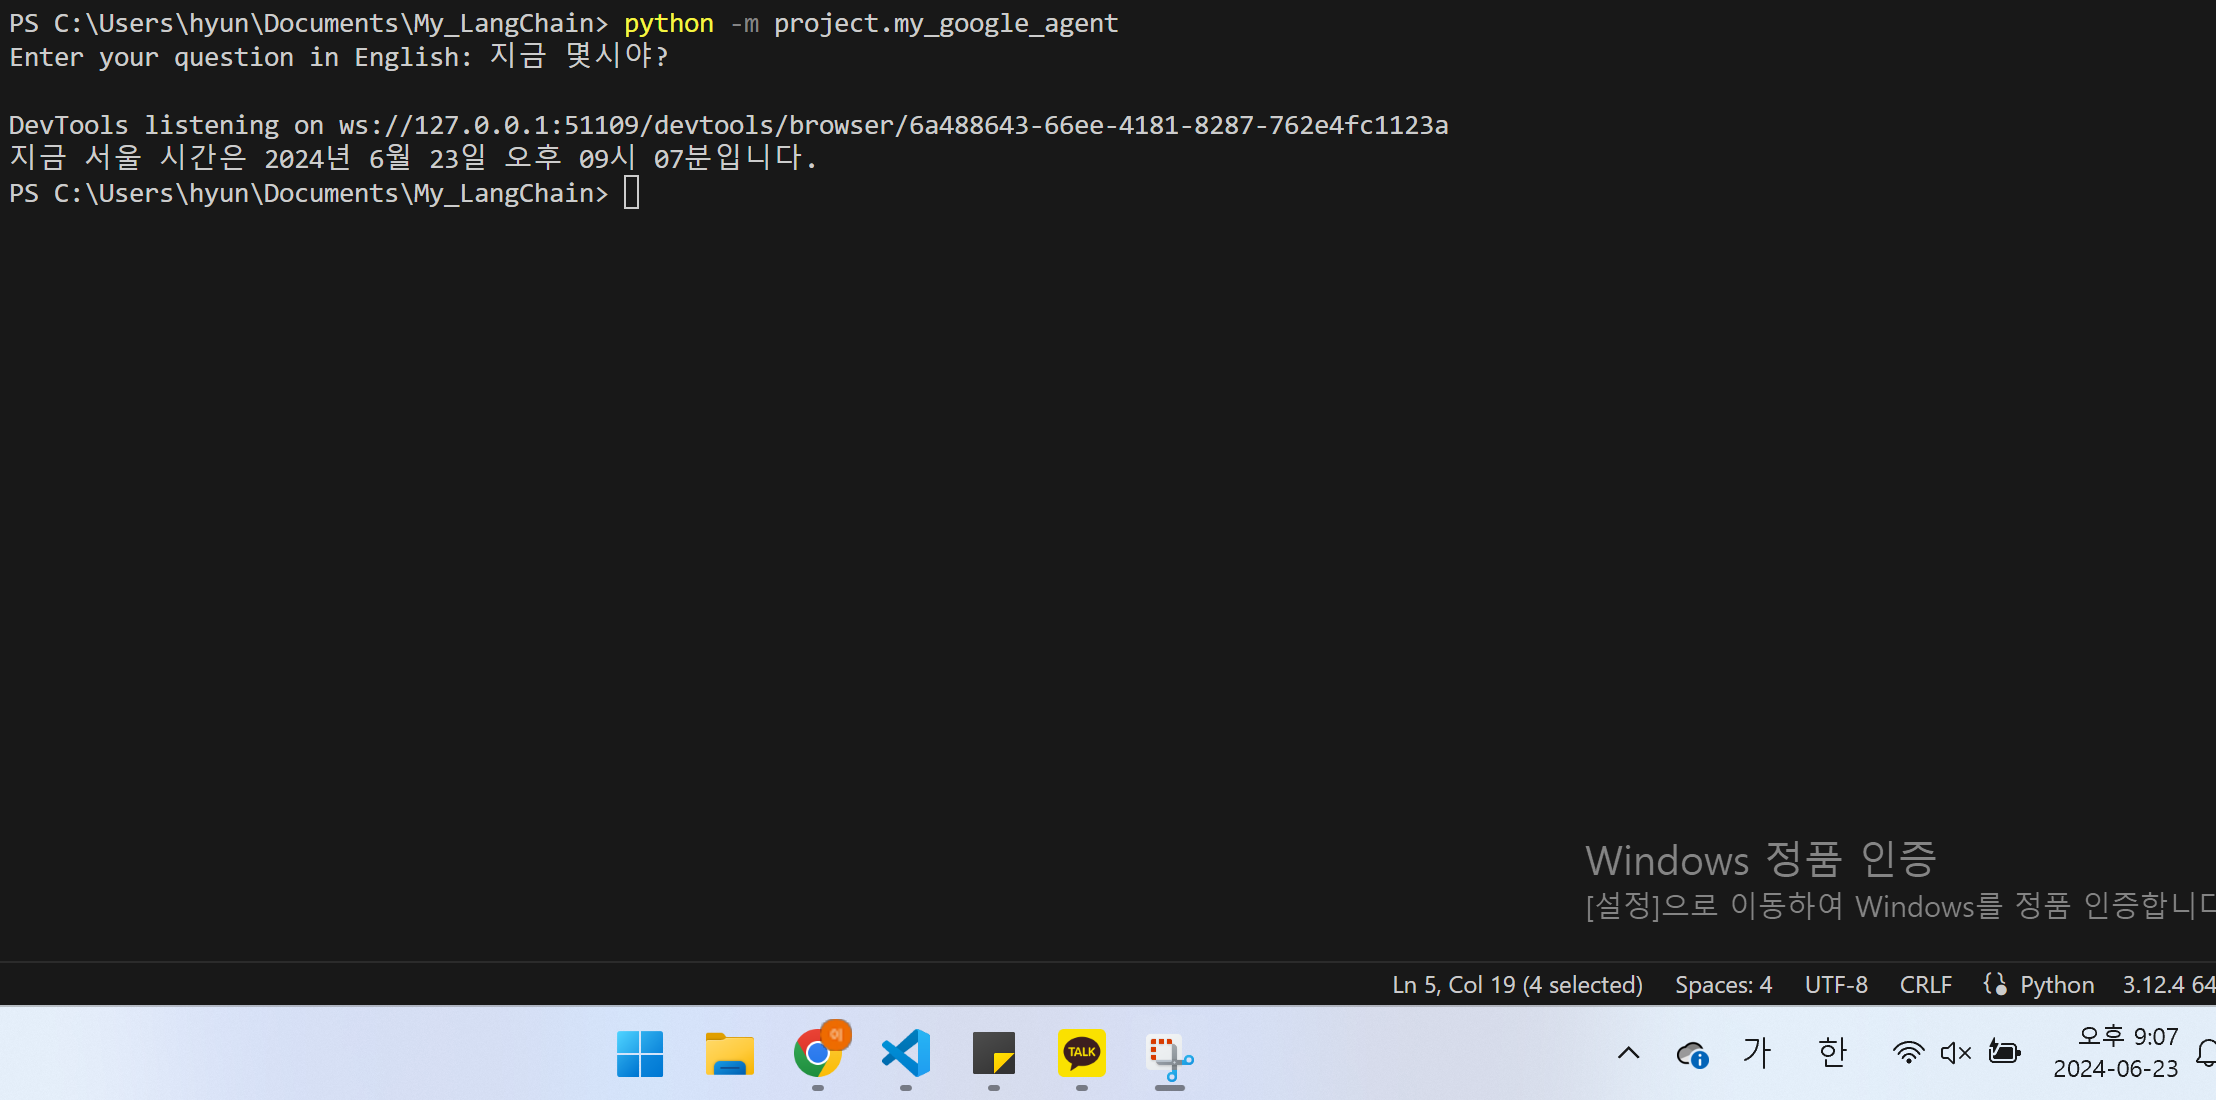 PS C:\Users\hyun\Documents\My_LangChain> python -m project.my_google_agent
Enter your question in English: 지금 몇시야?
DevTools listening on ws://127.0.0.1:51109/devtools/browser/6a488643-66ee-4181-8287-762e4fc1123a
지금 서울 시간은 2024년 6월 23일 오후 09시 07분입니다.
PS C:\Users\hyun\Documents\My_LangChain>
Windows 정품 인증
[설정]으로 이동하여 Windows를 정품 인증합니다
Ln 5, Col 19 (4 selected) Spaces: 4 UTF-8 CRLF Python 3.12.4 64
이
TALK
가 한 오후 9:07
2024-06-23